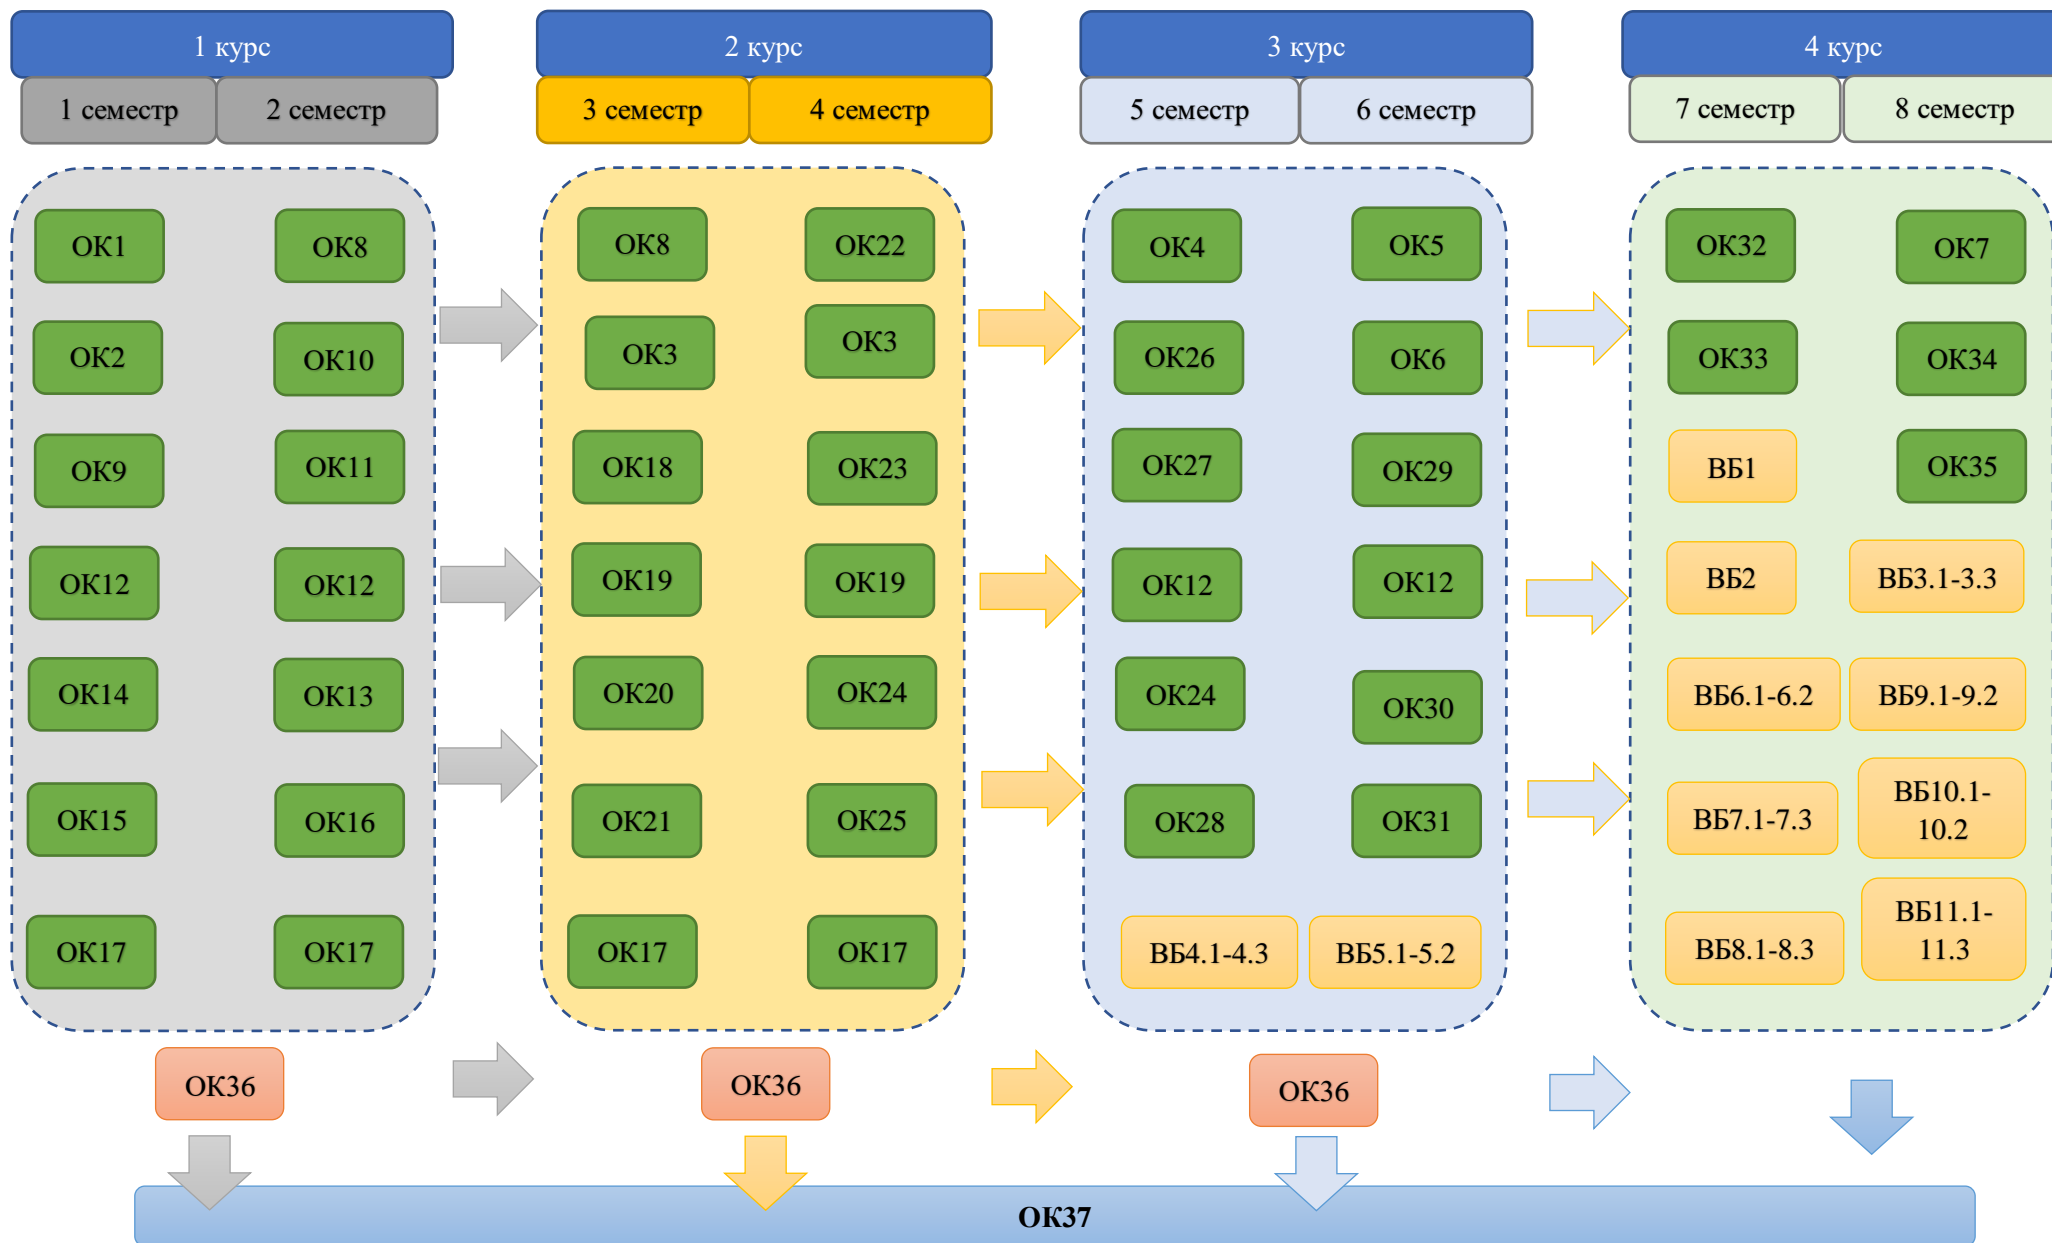 1 курс
2 курс
3 курс
4 курс
1 семестр
2 семестр
3 семестр
4 семестр
5 семестр
6 семестр
7 семестр
8 семестр
ОК1
ОК8
ОК8
ОК22
ОК4
ОК5
ОК32
ОК7
ОК2
ОК10
ОК3
ОК3
ОК26
ОК6
ОК33
ОК34
ОК9
ОК11
ОК18
ОК23
ОК27
ОК29
ВБ1
ОК35
ОК12
ОК12
ОК19
ОК19
ОК12
ОК12
ВБ2
ВБ3.1-3.3
ОК14
ОК13
ОК20
ОК24
ОК24
ОК30
ВБ6.1-6.2
ВБ9.1-9.2
ОК15
ОК16
ОК21
ОК25
ОК28
ОК31
ВБ7.1-7.3
ВБ10.1-
10.2
ОК17
ОК17
ОК17
ОК17
ВБ4.1-4.3
ВБ5.1-5.2
ВБ8.1-8.3
ВБ11.1-
11.3
ОК36
ОК36
ОК36
ОК37